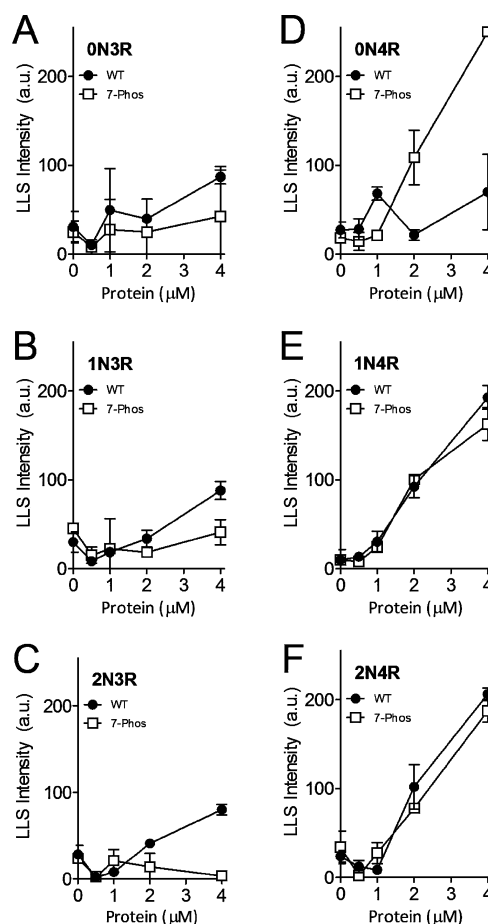 A
0N3R
WT
7-Phos
LLS Intensity (a.u.)
200
100
0
0 1 2 3 4
Protein (μM)
D
0N4R
WT
7-Phos
LLS Intensity (a.u.)
200
100
0
0 1 2 3 4
Protein (μM)
B
1N3R
WT
7-Phos
LLS Intensity (a.u.)
200
100
0
0 1 2 3 4
Protein (μM)
E
1N4R
WT
7-Phos
LLS Intensity (a.u.)
200
100
0
0 1 2 3 4
Protein (μM)
C
2N3R
WT
7-Phos
LLS Intensity (a.u.)
200
100
0
0 1 2 3 4
Protein (μM)
F
2N4R
WT
7-Phos
LLS Intensity (a.u.)
200
100
0
0 1 2 3 4
Protein (μM)